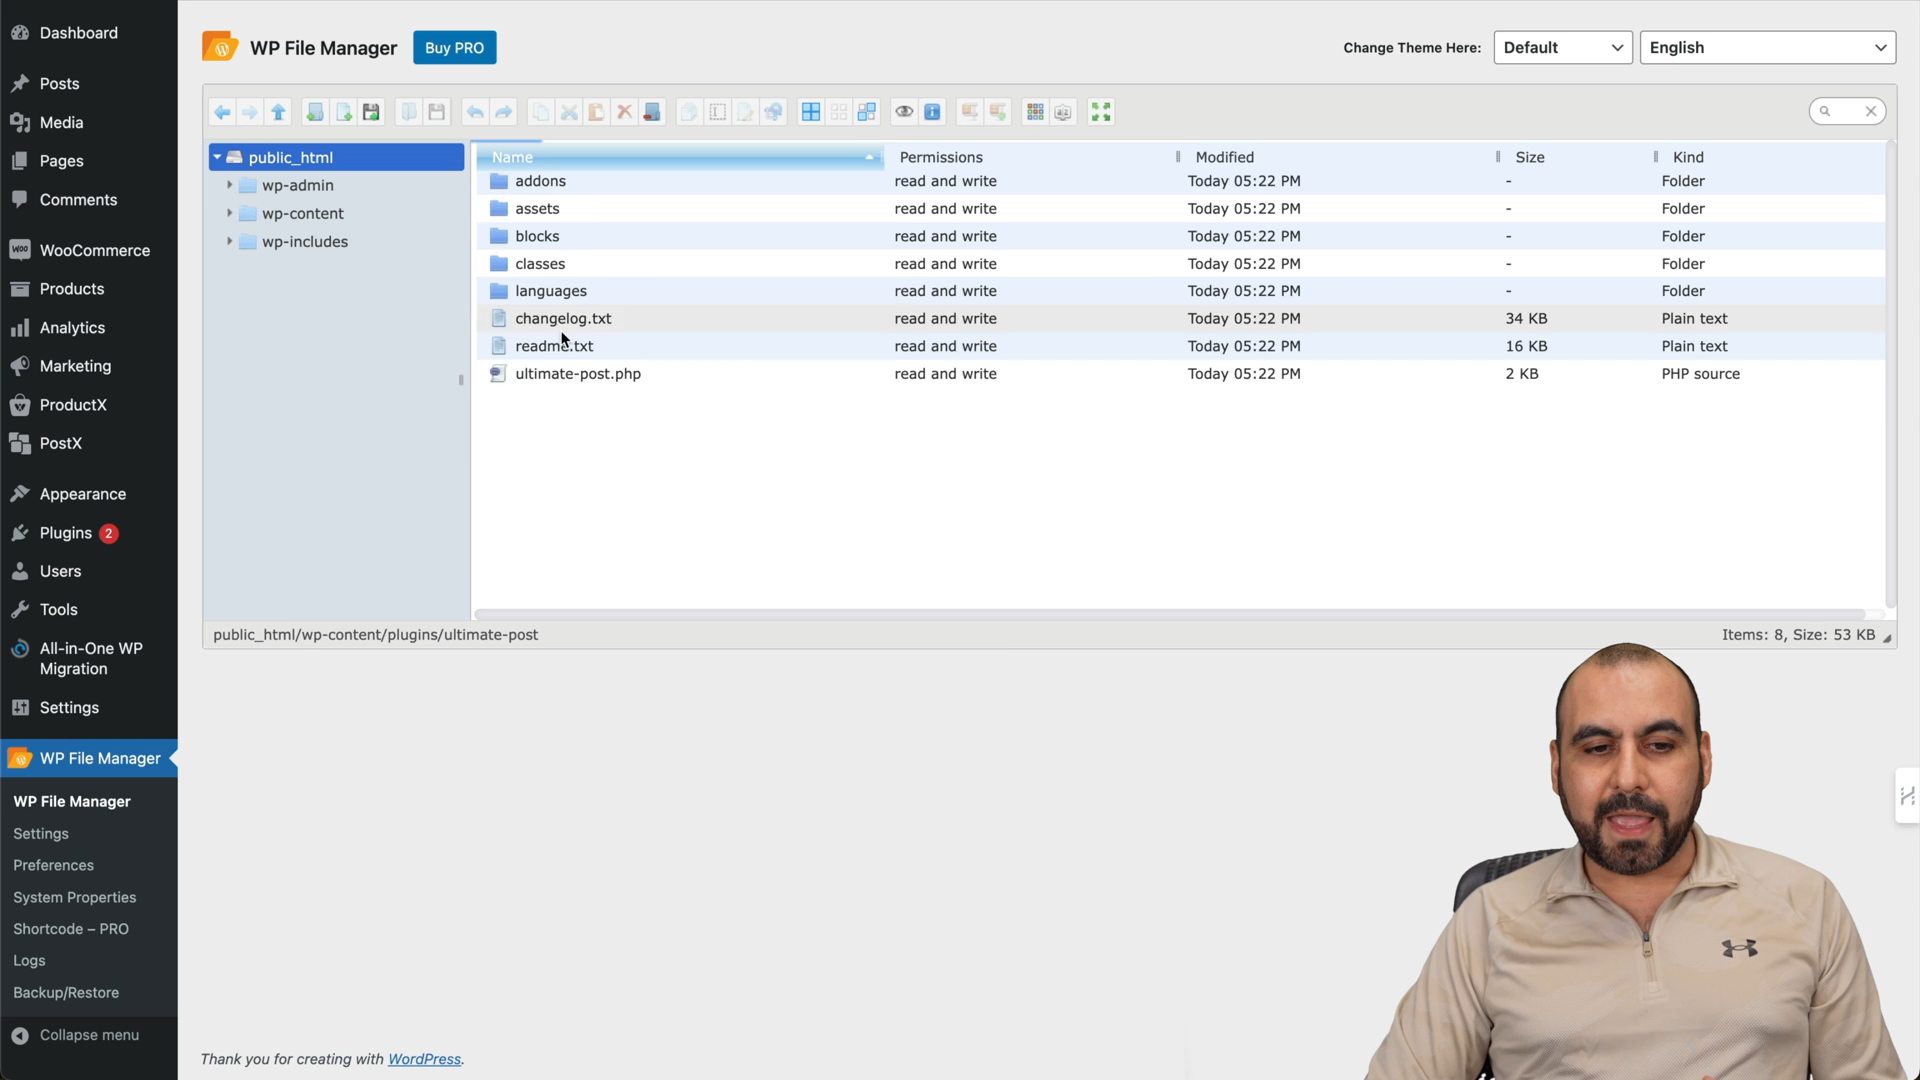 Dashboard
Posts
Media
Pages
Comments
WooCommerce
Products
Analytics
Marketing
ProductX
PostX
Appearance
Plugins 2
Users
Tools
All-in-One WP
Migration
Settings
WP File Manager
WP File Manager
Settings
Preferences
System Properties
Shortcode – PRO
Logs
Backup/Restore
Collapse menu
WP File Manager Buy PRO
Change Theme Here: Default English
public_html
wp-admin
wp-content
wp-includes
Name Permissions Modified Size Kind
addons read and write Today 05:22 PM - Folder
assets read and write Today 05:22 PM - Folder
blocks read and write Today 05:22 PM - Folder
classes read and write Today 05:22 PM - Folder
languages read and write Today 05:22 PM - Folder
changelog.txt read and write Today 05:22 PM 34 KB Plain text
readme.txt read and write Today 05:22 PM 16 KB Plain text
ultimate-post.php read and write Today 05:22 PM 2 KB PHP source
public_html/wp-content/plugins/ultimate-post Items: 8, Size: 53 KB
Thank you for creating with WordPress.